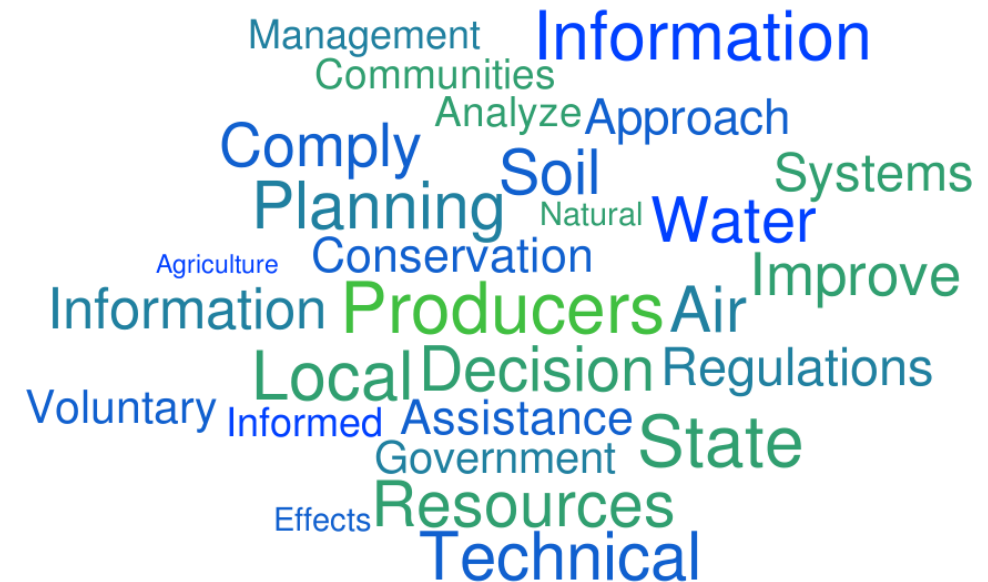 Management Information
Communities
Analyze Approach
Comply Soil Systems
Planning Natural Water
Agriculture Conservation Improve
Information Producers Air
Local Decision Regulations
Voluntary Informed Assistance State
Government
Effects Resources
Technical